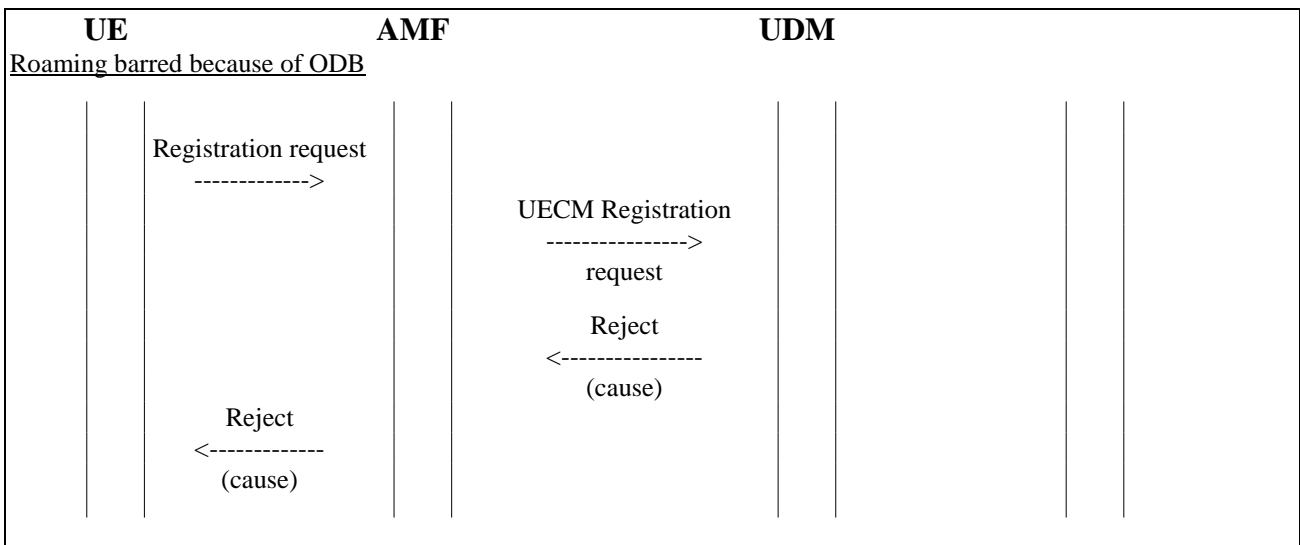 UE AMF UDM
Roaming barred because of ODB
Registration request
------------->
UECM Registration
---------------->
request
Reject
<----------------
(cause)
Reject
<-------------
(cause)